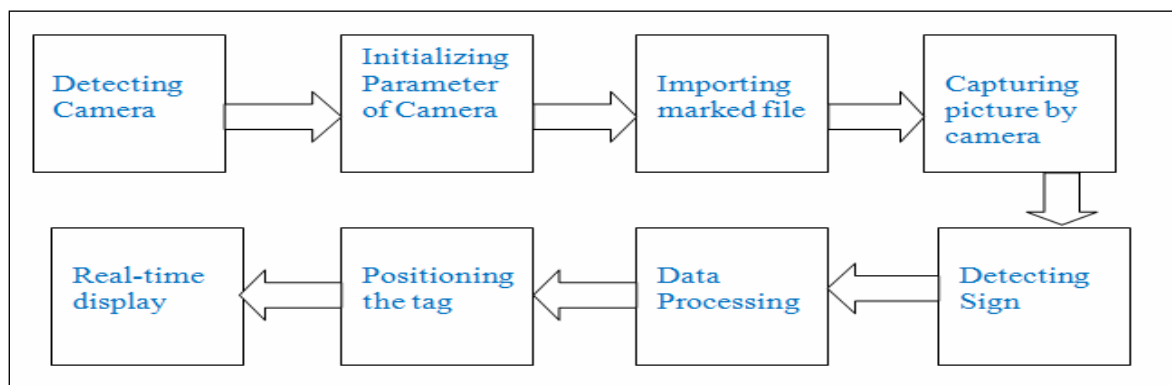 Detecting
Camera
Initializing
Parameter
of Camera
Importing
marked file
Capturing
picture by
camera
Detecting
Sign
Data
Processing
Positioning
the tag
Real-time
display